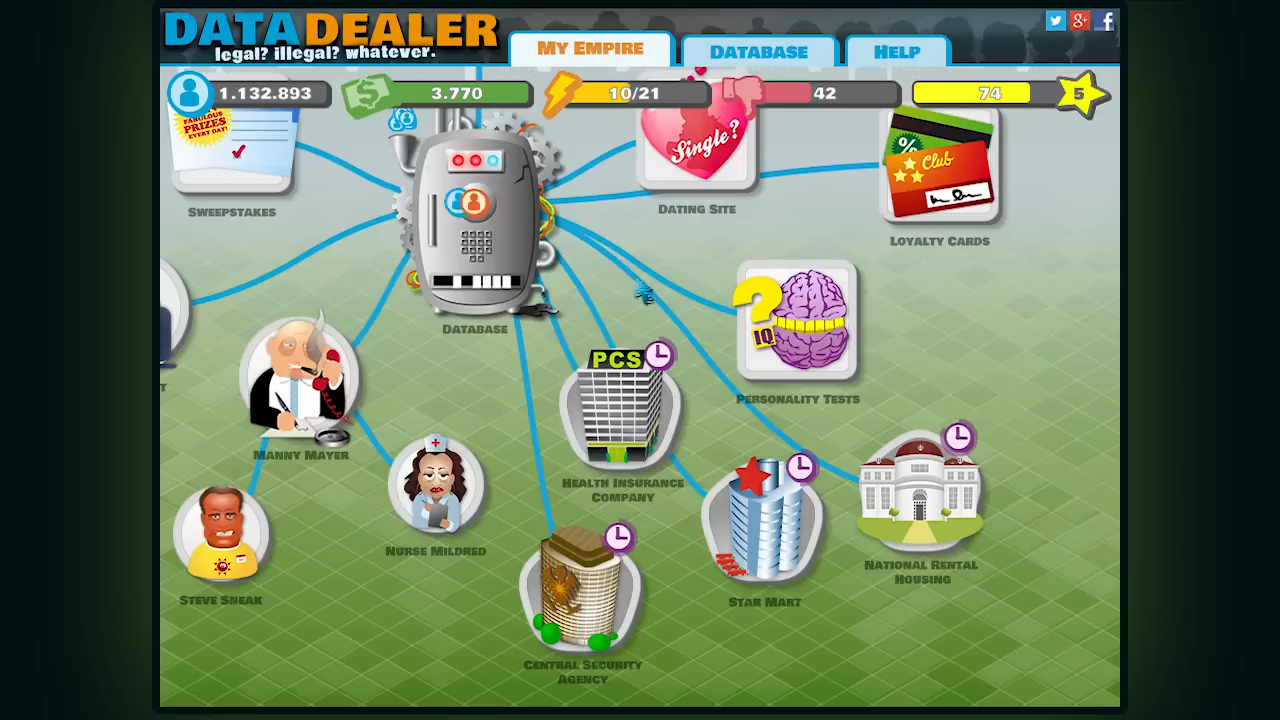 DATADEALER
legal? illegal? whatever.
MY EMPIRE
DATABASE
HELP
g+
f
1.132.893
$
3.770
10/21
42
74
5
FABULOUS
PRIZES
EVERY DAY!
SWEEPSTAKES
Single?
DATING SITE
%
Club
LOYALTY CARDS
DATABASE
?
IQ
PERSONALITY TESTS
PCS
MANNY MAYER
HEALTH INSURANCE
COMPANY
NURSE MILDRED
STEVE SNEAK
STAR MART
NATIONAL RENTAL
HOUSING
CENTRAL SECURITY
AGENCY